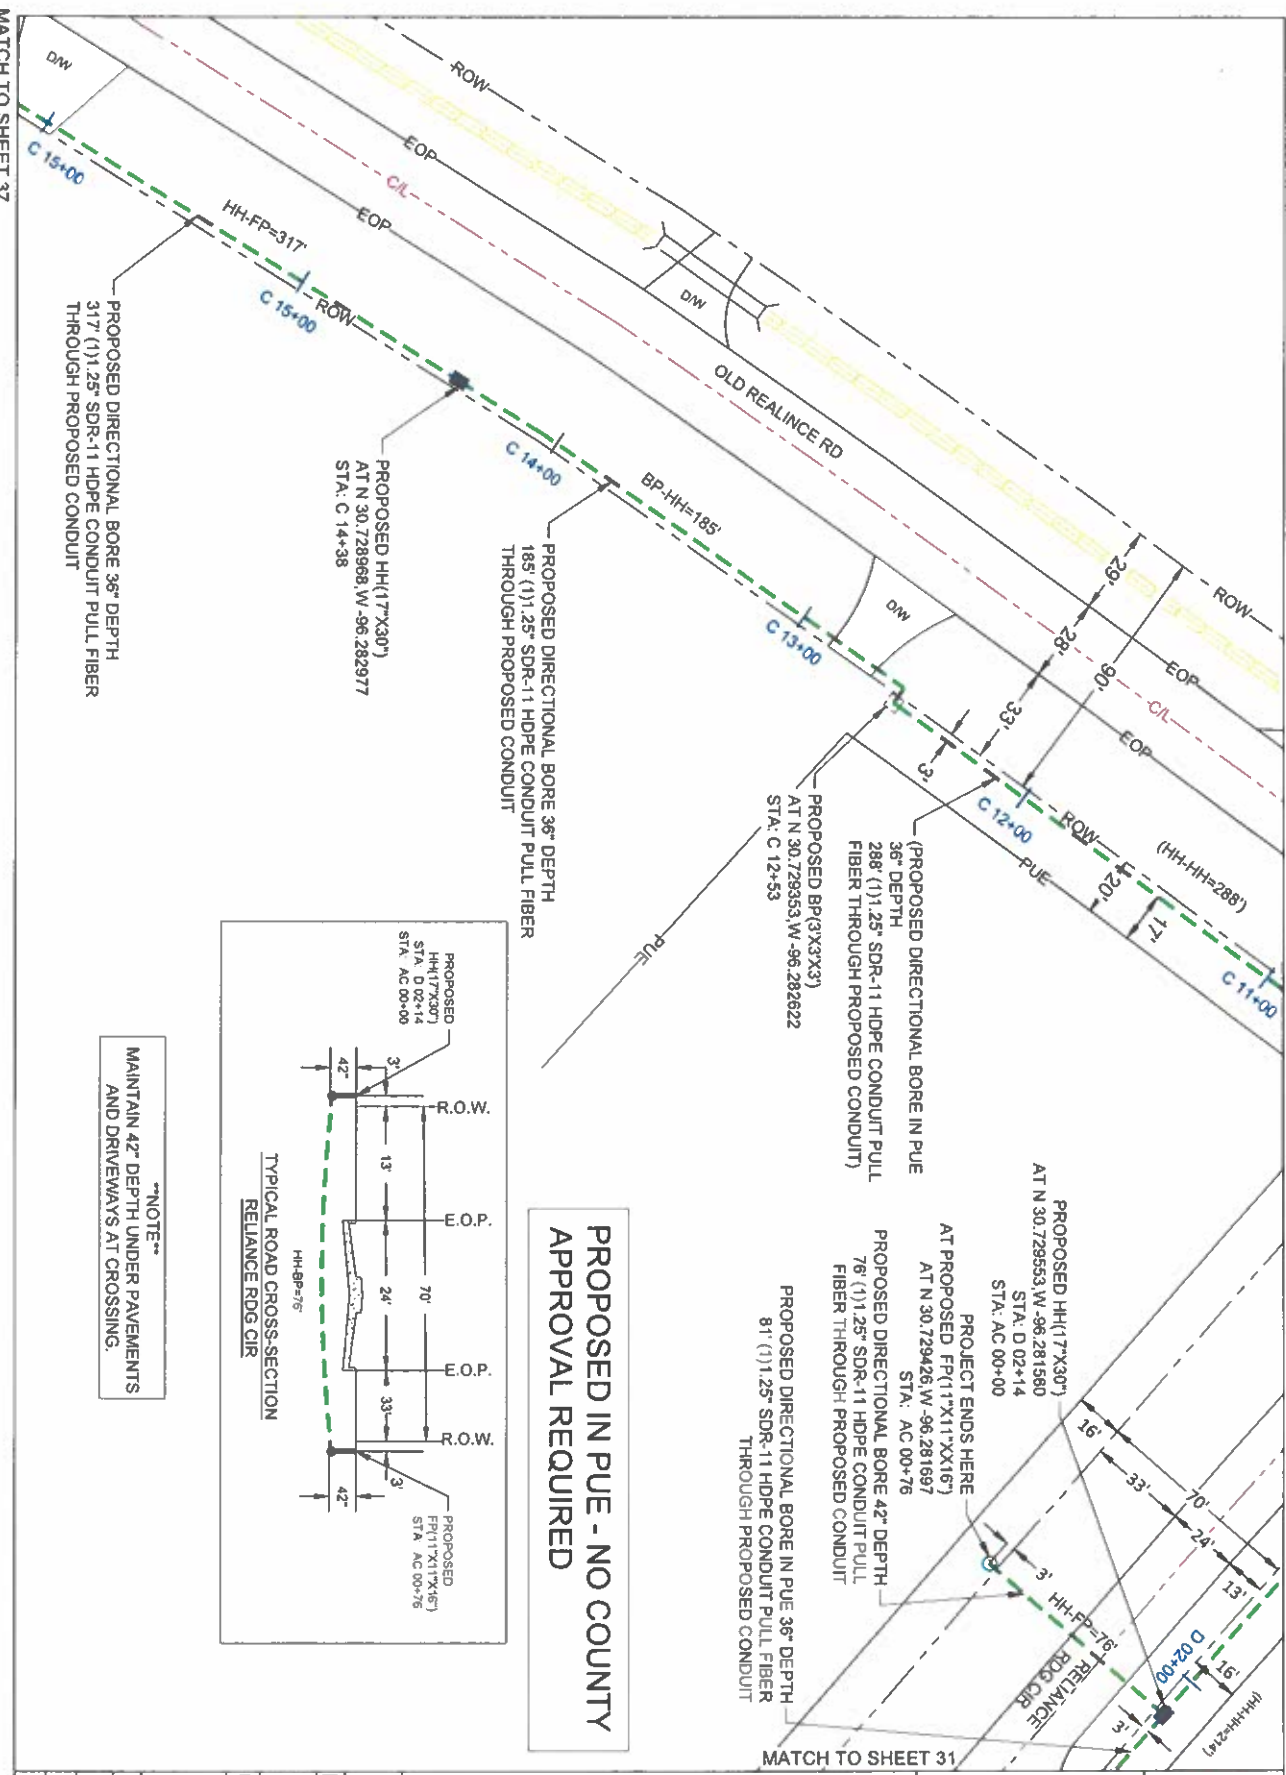 MATCH TO SHEET 37
D/W
C 15+00
HH-FP=317'
C 15+00
ROW
PROPOSED DIRECTIONAL BORE 36" DEPTH
317' (1)1.25" SDR-11 HDPE CONDUIT PULL FIBER
THROUGH PROPOSED CONDUIT
ROW
EOP
C/L
EOP
PROPOSED HH(17"X30")
AT N 30.728968,W -96.282977
STA: C 14+38
C 14+00
BP-HH=185'
PROPOSED DIRECTIONAL BORE 36" DEPTH
185' (1)1.25" SDR-11 HDPE CONDUIT PULL FIBER
THROUGH PROPOSED CONDUIT
D/W
OLD REALINCE RD
C 13+00
D/W
PROPOSED BP(3'X3'X3')
AT N 30.729353,W -96.282622
STA: C 12+53
29'
28'
90'
33'
3'
C 12+00
(PROPOSED DIRECTIONAL BORE IN PUE
36" DEPTH
288' (1)1.25" SDR-11 HDPE CONDUIT PULL
FIBER THROUGH PROPOSED CONDUIT)
ROW
EOP
C/L
EOP
ROW
PUE
PUE
20'
17'
(HH-HH=288')
C 11+00
PROPOSED HH(17"X30")
AT N 30.729553,W -96.281580
STA: D 02+14
STA: AC 00+00
PROJECT ENDS HERE
AT PROPOSED FP(11"X11"XX16")
AT N 30.729426,W -96.281697
STA: AC 00+76
PROPOSED DIRECTIONAL BORE 42" DEPTH
76' (1)1.25" SDR-11 HDPE CONDUIT PULL
FIBER THROUGH PROPOSED CONDUIT
PROPOSED DIRECTIONAL BORE IN PUE 36" DEPTH
81' (1)1.25" SDR-11 HDPE CONDUIT PULL FIBER
THROUGH PROPOSED CONDUIT
16'
33'
70'
24'
13'
3'
HH-FP=76'
RELIANCE
RDG CIR
D 02+00
16'
(HH-HH=214')
3'
MATCH TO SHEET 31
PROPOSED IN PUE - NO COUNTY
APPROVAL REQUIRED
PROPOSED
HH(17"X30")
STA: D 02+14
STA: AC 00+00
3'
42"
R.O.W.
13'
E.O.P.
70'
24'
E.O.P.
33'
R.O.W.
3'
42"
PROPOSED
FP(11"X11"X16")
STA AC 00+76
HH-BP=76'
TYPICAL ROAD CROSS-SECTION
RELIANCE RDG CIR
**NOTE**
MAINTAIN 42" DEPTH UNDER PAVEMENTS
AND DRIVEWAYS AT CROSSING.